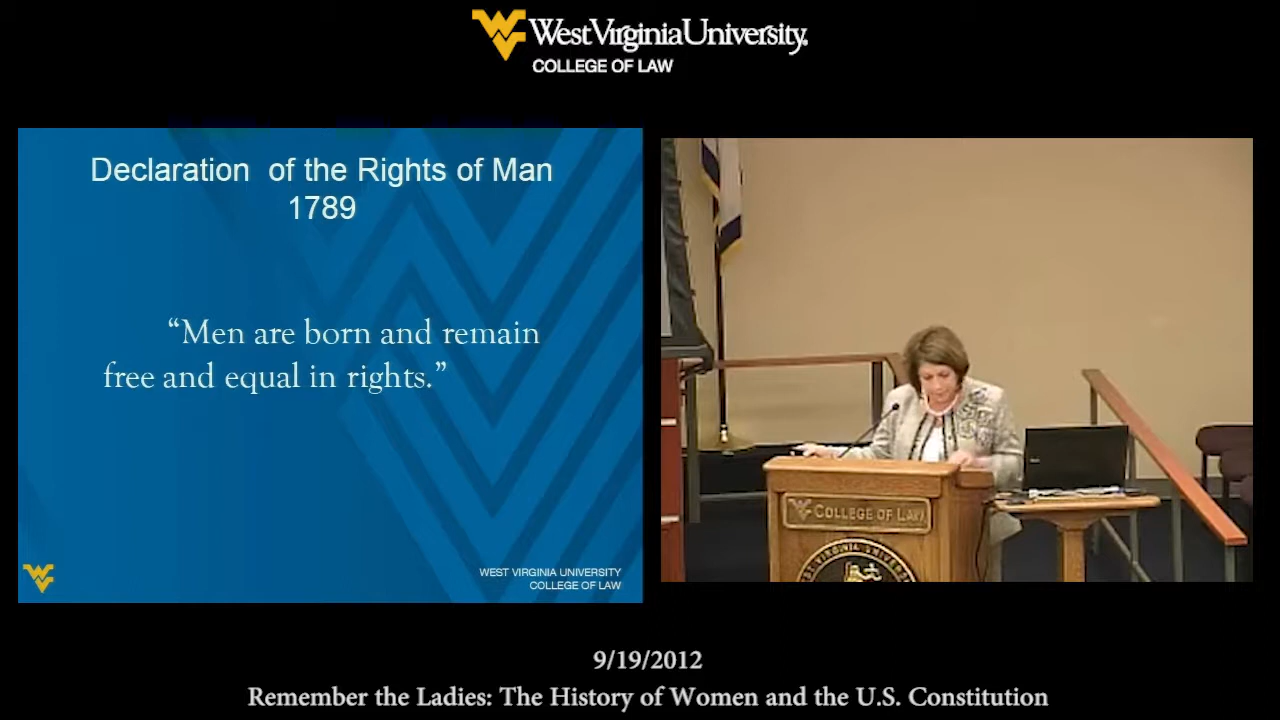 WestVirginiaUniversity.
COLLEGE OF LAW
Declaration of the Rights of Man
1789
“Men are born and remain
free and equal in rights.”
WEST VIRGINIA UNIVERSITY
COLLEGE OF LAW
COLLEGE OF LAW
WEST VIRGINIA UNIVERSITY
9/19/2012
Remember the Ladies: The History of Women and the U.S. Constitution